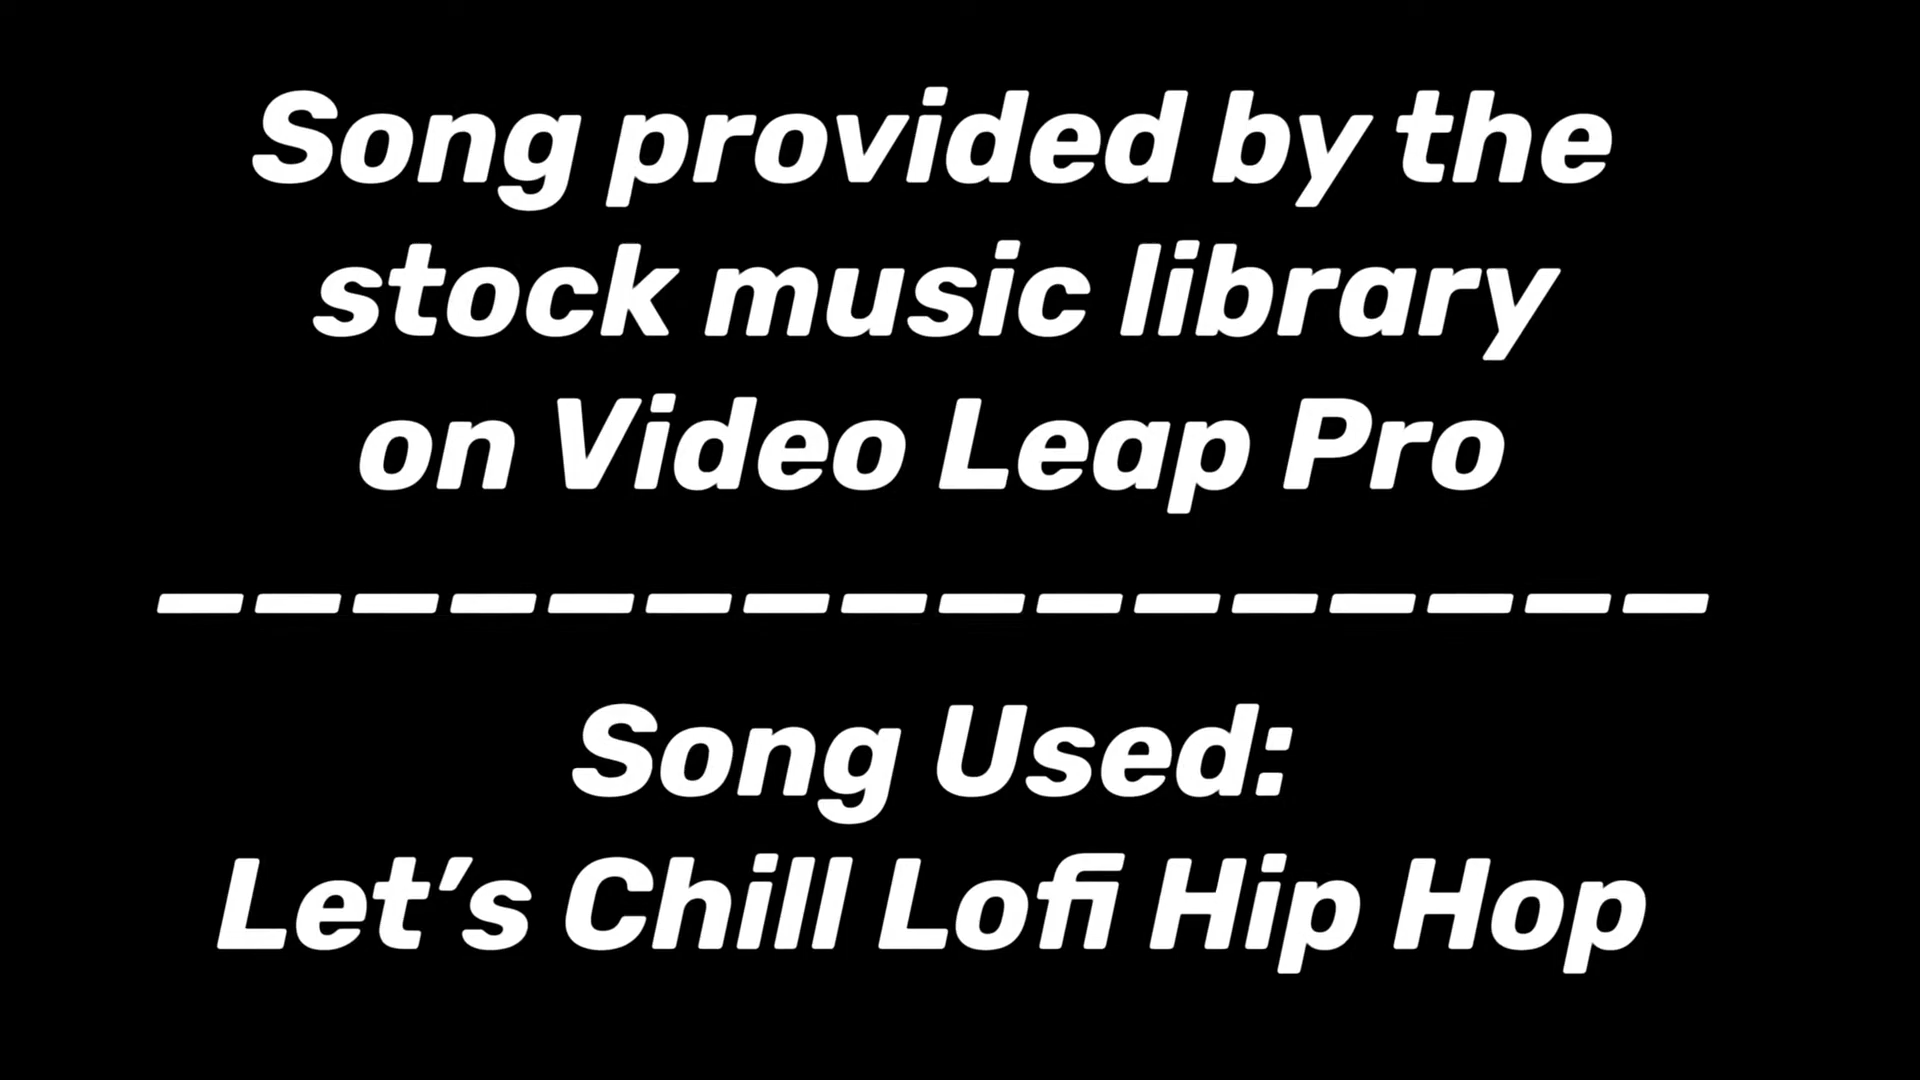 Song provided by the
stock music library
on Video Leap Pro
————————————————
Song Used:
Let's Chill Lofi Hip Hop